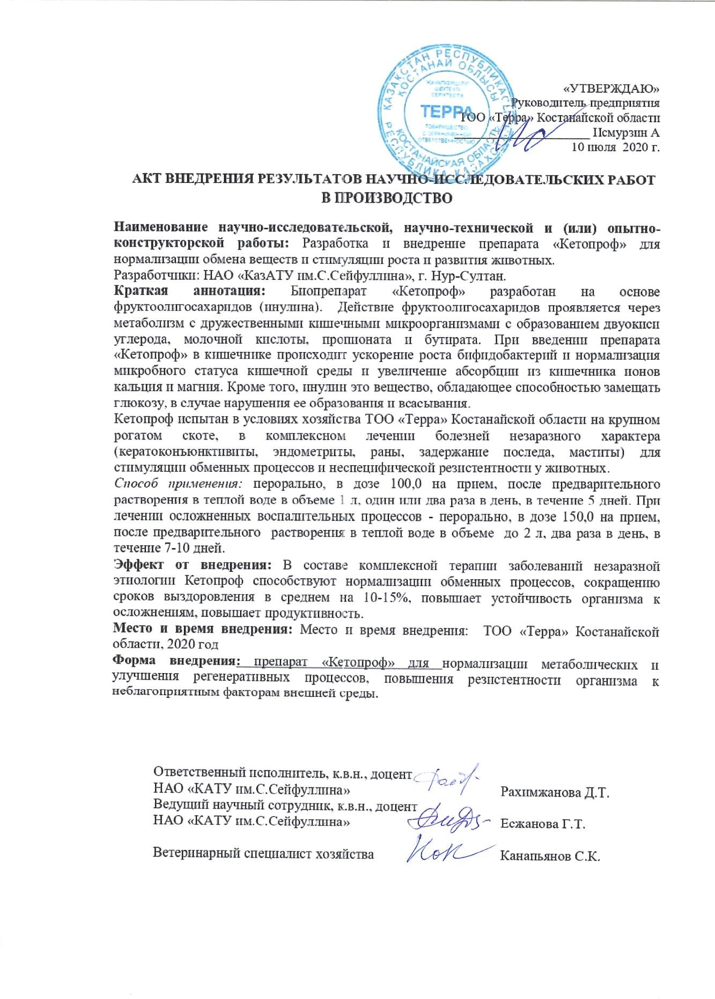 ҚАЗАҚСТАН РЕСПУБЛИКАСЫ
ҚОСТАНАЙ ОБЛЫСЫ
ЖАУАПКЕРШІЛІГІ
ШЕКТЕУЛІ
СЕРІКТЕСТІК
ТЕРРА
ТОВАРИЩЕСТВО
С ОГРАНИЧЕННОЙ
ОТВЕТСТВЕННОСТЬЮ
КОСТАНАЙСКАЯ ОБЛАСТЬ
РЕСПУБЛИКА КАЗАХСТАН
«УТВЕРЖДАЮ»
Руководитель предприятия
ТОО «Терра» Костанайской области
Исмурзин А
10 июля 2020 г.
АКТ ВНЕДРЕНИЯ РЕЗУЛЬТАТОВ НАУЧНО-ИССЛЕДОВАТЕЛЬСКИХ РАБОТ
В ПРОИЗВОДСТВО
Наименование научно-исследовательской, научно-технической и (или) опытно-
конструкторской работы: Разработка и внедрение препарата «Кетопроф» для
нормализации обмена веществ и стимуляции роста и развития животных.
Разработчики: НАО «КазАТУ им.С.Сейфуллина», г. Нур-Султан.
Краткая аннотация: Биопрепарат «Кетопроф» разработан на основе
фруктоолигосахаридов (инулина). Действие фруктоолигосахаридов проявляется через
метаболизм с дружественными кишечными микроорганизмами с образованием двуокиси
углерода, молочной кислоты, пропионата и бутирата. При введении препарата
«Кетопроф» в кишечнике происходит ускорение роста бифидобактерий и нормализация
микробного статуса кишечной среды и увеличение абсорбции из кишечника ионов
кальция и магния. Кроме того, инулин это вещество, обладающее способностью замещать
глюкозу, в случае нарушения ее образования и всасывания.
Кетопроф испытан в условиях хозяйства ТОО «Терра» Костанайской области на крупном
рогатом скоте, в комплексном лечении болезней незаразного характера
(кератоконъюнктивиты, эндометриты, раны, задержание последа, маститы) для
стимуляции обменных процессов и неспецифической резистентности у животных.
Способ применения: перорально, в дозе 100,0 на прием, после предварительного
растворения в теплой воде в объеме 1 л, один или два раза в день, в течение 5 дней. При
лечении осложненных воспалительных процессов - перорально, в дозе 150,0 на прием,
после предварительного растворения в теплой воде в объеме до 2 л, два раза в день, в
течение 7-10 дней.
Эффект от внедрения: В составе комплексной терапии заболеваний незаразной
этиологии Кетопроф способствуют нормализации обменных процессов, сокращению
сроков выздоровления в среднем на 10-15%, повышает устойчивость организма к
осложнениям, повышает продуктивность.
Место и время внедрения: Место и время внедрения: ТОО «Терра» Костанайской
области, 2020 год
Форма внедрения: препарат «Кетопроф» для нормализации метаболических и
улучшения регенеративных процессов, повышения резистентности организма к
неблагоприятным факторам внешней среды.
Ответственный исполнитель, к.в.н., доцент
НАО «КАТУ им.С.Сейфуллина» Рахимжанова Д.Т.
Ведущий научный сотрудник, к.в.н., доцент
НАО «КАТУ им.С.Сейфуллина» Есжанова Г.Т.
Ветеринарный специалист хозяйства Канапьянов С.К.